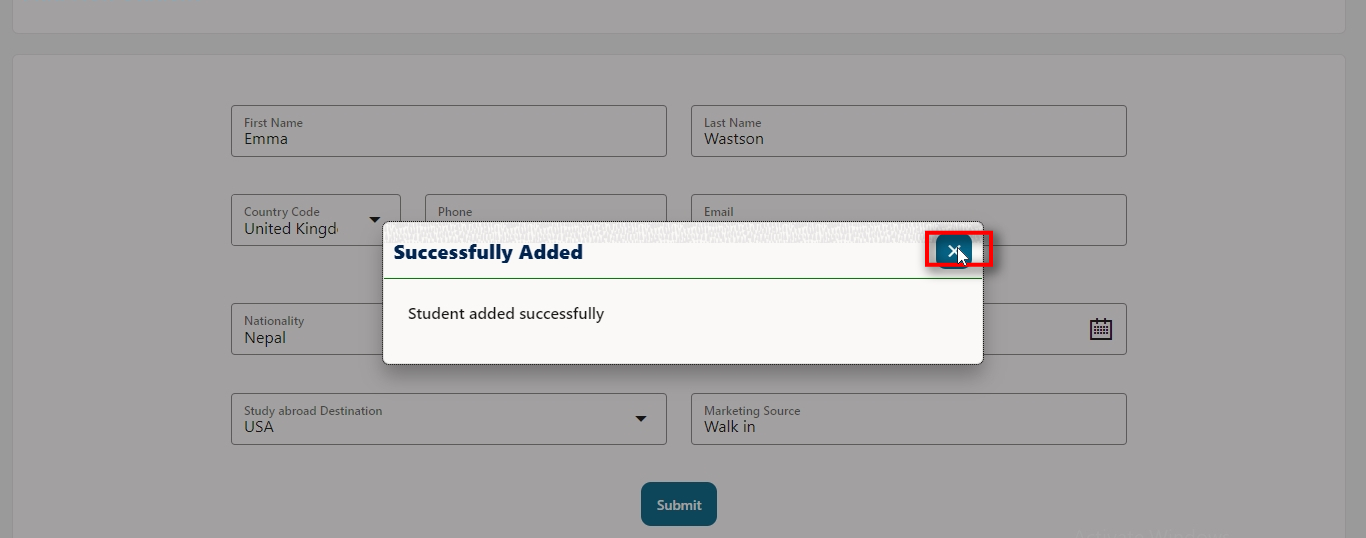 First Name
Emma
Last Name
Wastson
Country Code
United Kingd
Phone
Email
Successfully Added
Student added successfully
Nationality
Nepal
Study abroad Destination
USA
Marketing Source
Walk in
Submit